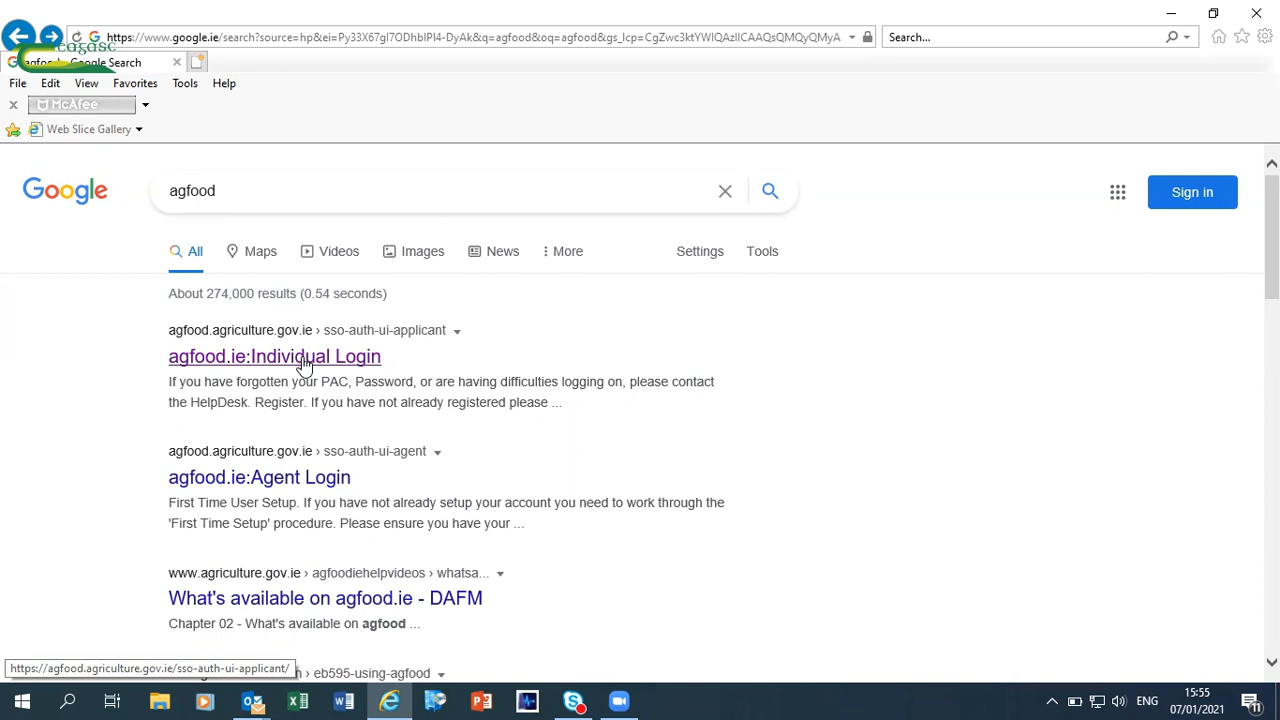 https://www.google.ie/search?source=hp&ei=Py33X67gI7ODhbIPl4-DyAk&q=agfood&oq=agfood&gs_lcp=CgZwc3ktYWIQAzIICAAQsQMQyQMyA
Search...
teagasc
agfood - Google Search
File Edit View Favorites Tools Help
McAfee
Web Slice Gallery
Google
agfood
Sign in
All Maps Videos Images News More Settings Tools
About 274,000 results (0.54 seconds)
agfood.agriculture.gov.ie › sso-auth-ui-applicant
agfood.ie:Individual Login
If you have forgotten your PAC, Password, or are having difficulties logging on, please contact
the HelpDesk. Register. If you have not already registered please ...
agfood.agriculture.gov.ie › sso-auth-ui-agent
agfood.ie:Agent Login
First Time User Setup. If you have not already setup your account you need to work through the
'First Time Setup' procedure. Please ensure you have your ...
www.agriculture.gov.ie › agfoodiehelpvideos › whatsa...
What's available on agfood.ie - DAFM
Chapter 02 - What's available on agfood ...
https://agfood.agriculture.gov.ie/sso-auth-ui-applicant/
› eb595-using-agfood
ENG
15:55
07/01/2021
11